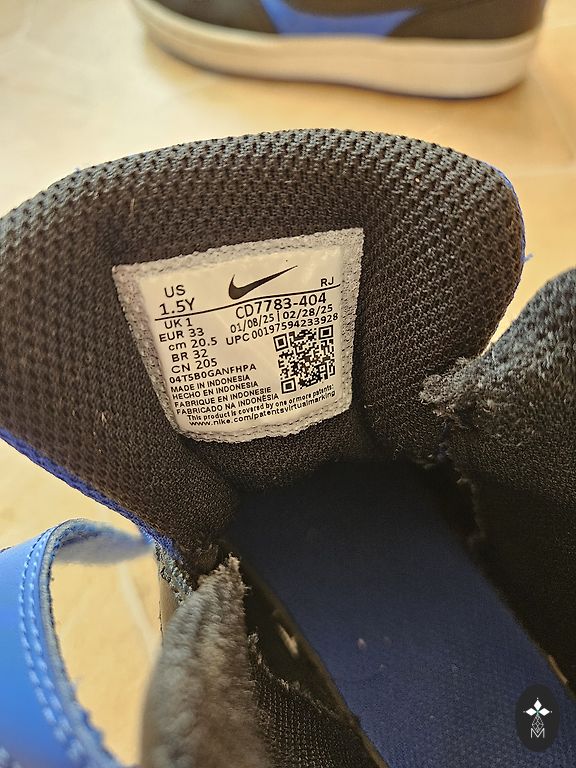 US
1.5Y
RJ
UK 1
CD7783-404
EUR 33
01/08/25 | 02/28/25
cm 20.5
UPC 00197594233928
BR 32
CN 205
04T5B0GANFHPA
MADE IN INDONESIA
HECHO EN INDONESIA
FABRIQUE EN INDONESIE
FABRICADO NA INDONÉSIA
This product is covered by one or more patents:
www.nike.com/patentsvirtualmarking
M